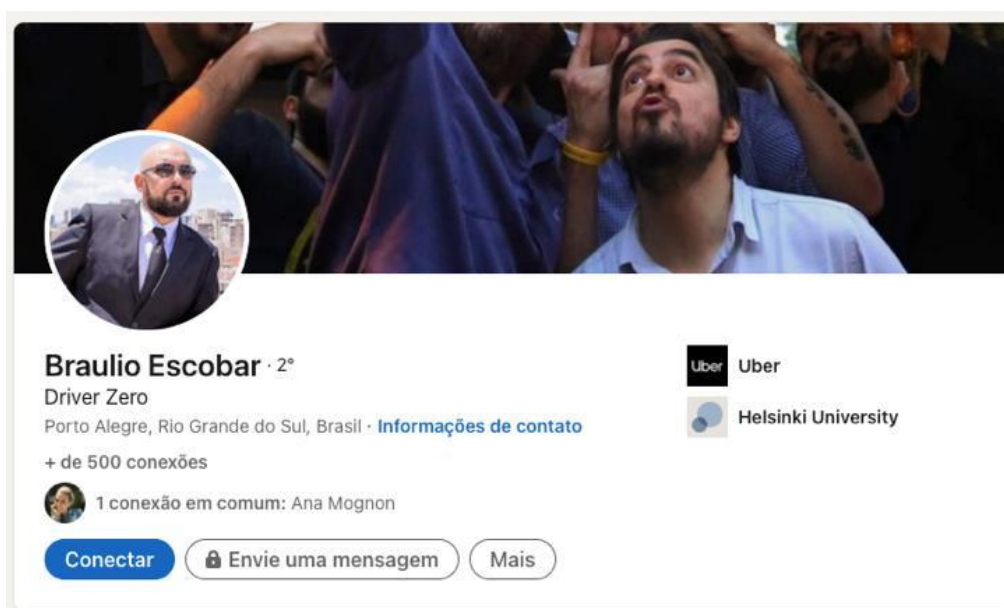 Braulio Escobar · 2º
Driver Zero
Porto Alegre, Rio Grande do Sul, Brasil · Informações de contato
+ de 500 conexões
1 conexão em comum: Ana Mognon
Conectar
Envie uma mensagem
Mais
Uber Uber
Helsinki University